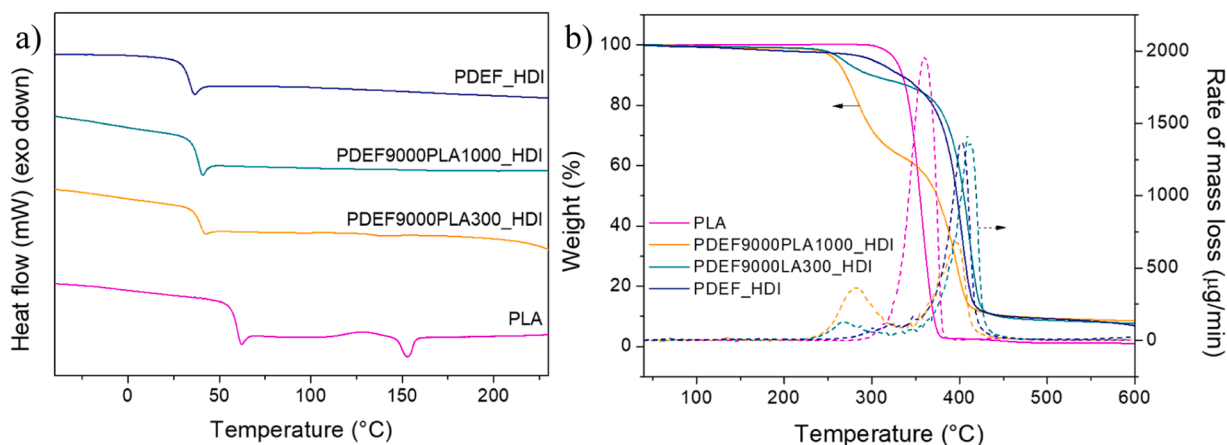 a)
Heat flow (mW) (exo down)
PDEF_HDI
PDEF9000PLA1000_HDI
PDEF9000PLA300_HDI
PLA
0 50 100 150 200
Temperature (°C)
b)
Weight (%)
100
80
60
40
20
0
PLA
PDEF9000PLA1000_HDI
PDEF9000LA300_HDI
PDEF_HDI
2000
1500
1000
500
0
Rate of mass loss (µg/min)
100 200 300 400 500 600
Temperature (°C)